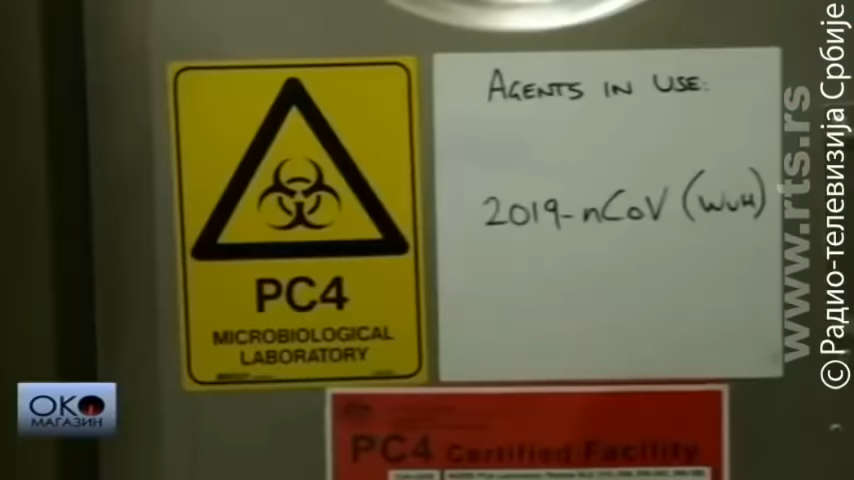 AGENTS IN USE:
2019-nCoV (WUH)
PC4
MICROBIOLOGICAL
LABORATORY
PC4 Certified Facility
ОКО
МАГАЗИН
www.rts.rs
© Радио-телевизија Србије